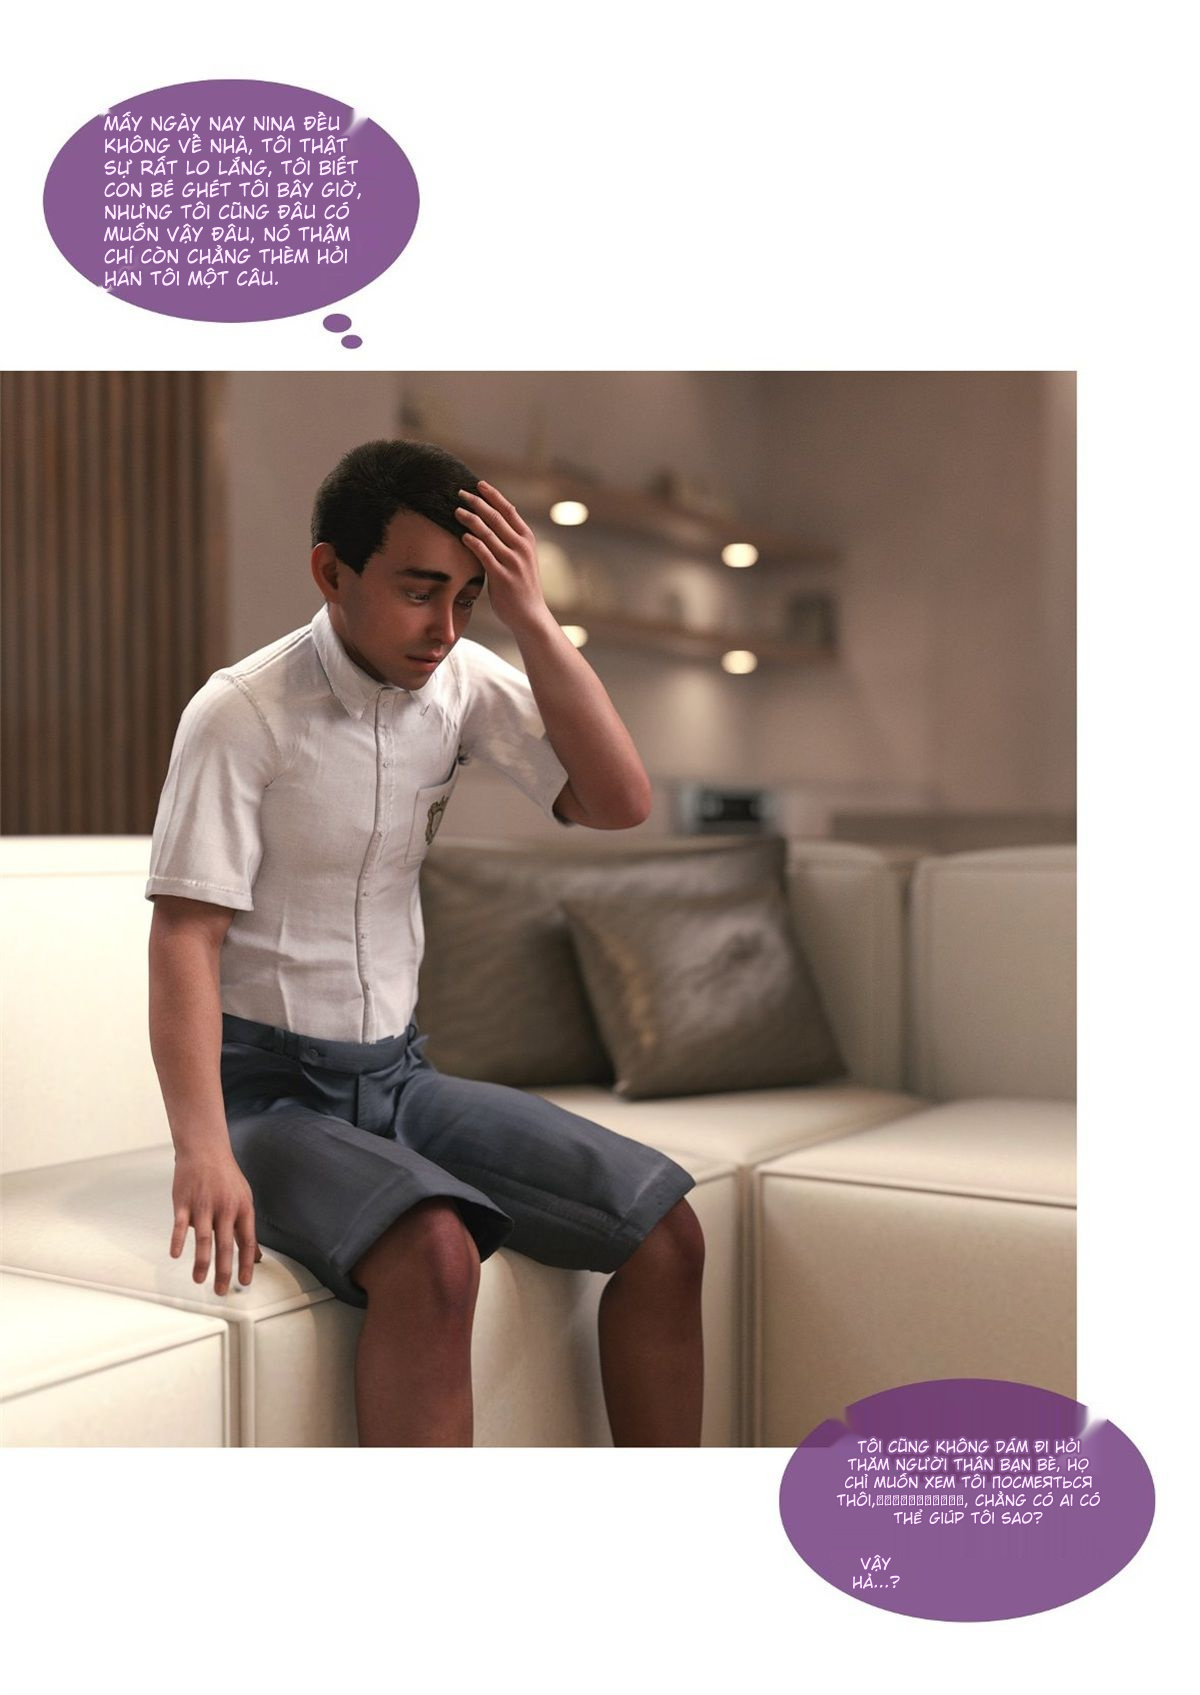 MẤY NGÀY NAY NINA ĐỀU
KHÔNG VỀ NHÀ, TÔI THẬT
SỰ RẤT LO LẮNG, TÔI BIẾT
CON BÉ GHÉT TÔI BÂY GIỜ,
NHƯNG TÔI CŨNG ĐÂU CÓ
MUỐN VẬY ĐÂU, NÓ THẬM
CHÍ CÒN CHẲNG THÈM HỎI
HAN TÔI MỘT CÂU.
TÔI CŨNG KHÔNG DÁM ĐI HỎI
THĂM NGƯỜI THÂN BẠN BÈ, HỌ
CHỈ MUỐN XEM TÔI ПОСМЕЯТЬСЯ
THÔI, , CHẲNG CÓ AI CÓ
THỂ GIÚP TÔI SAO?
VẬY
HẢ...?